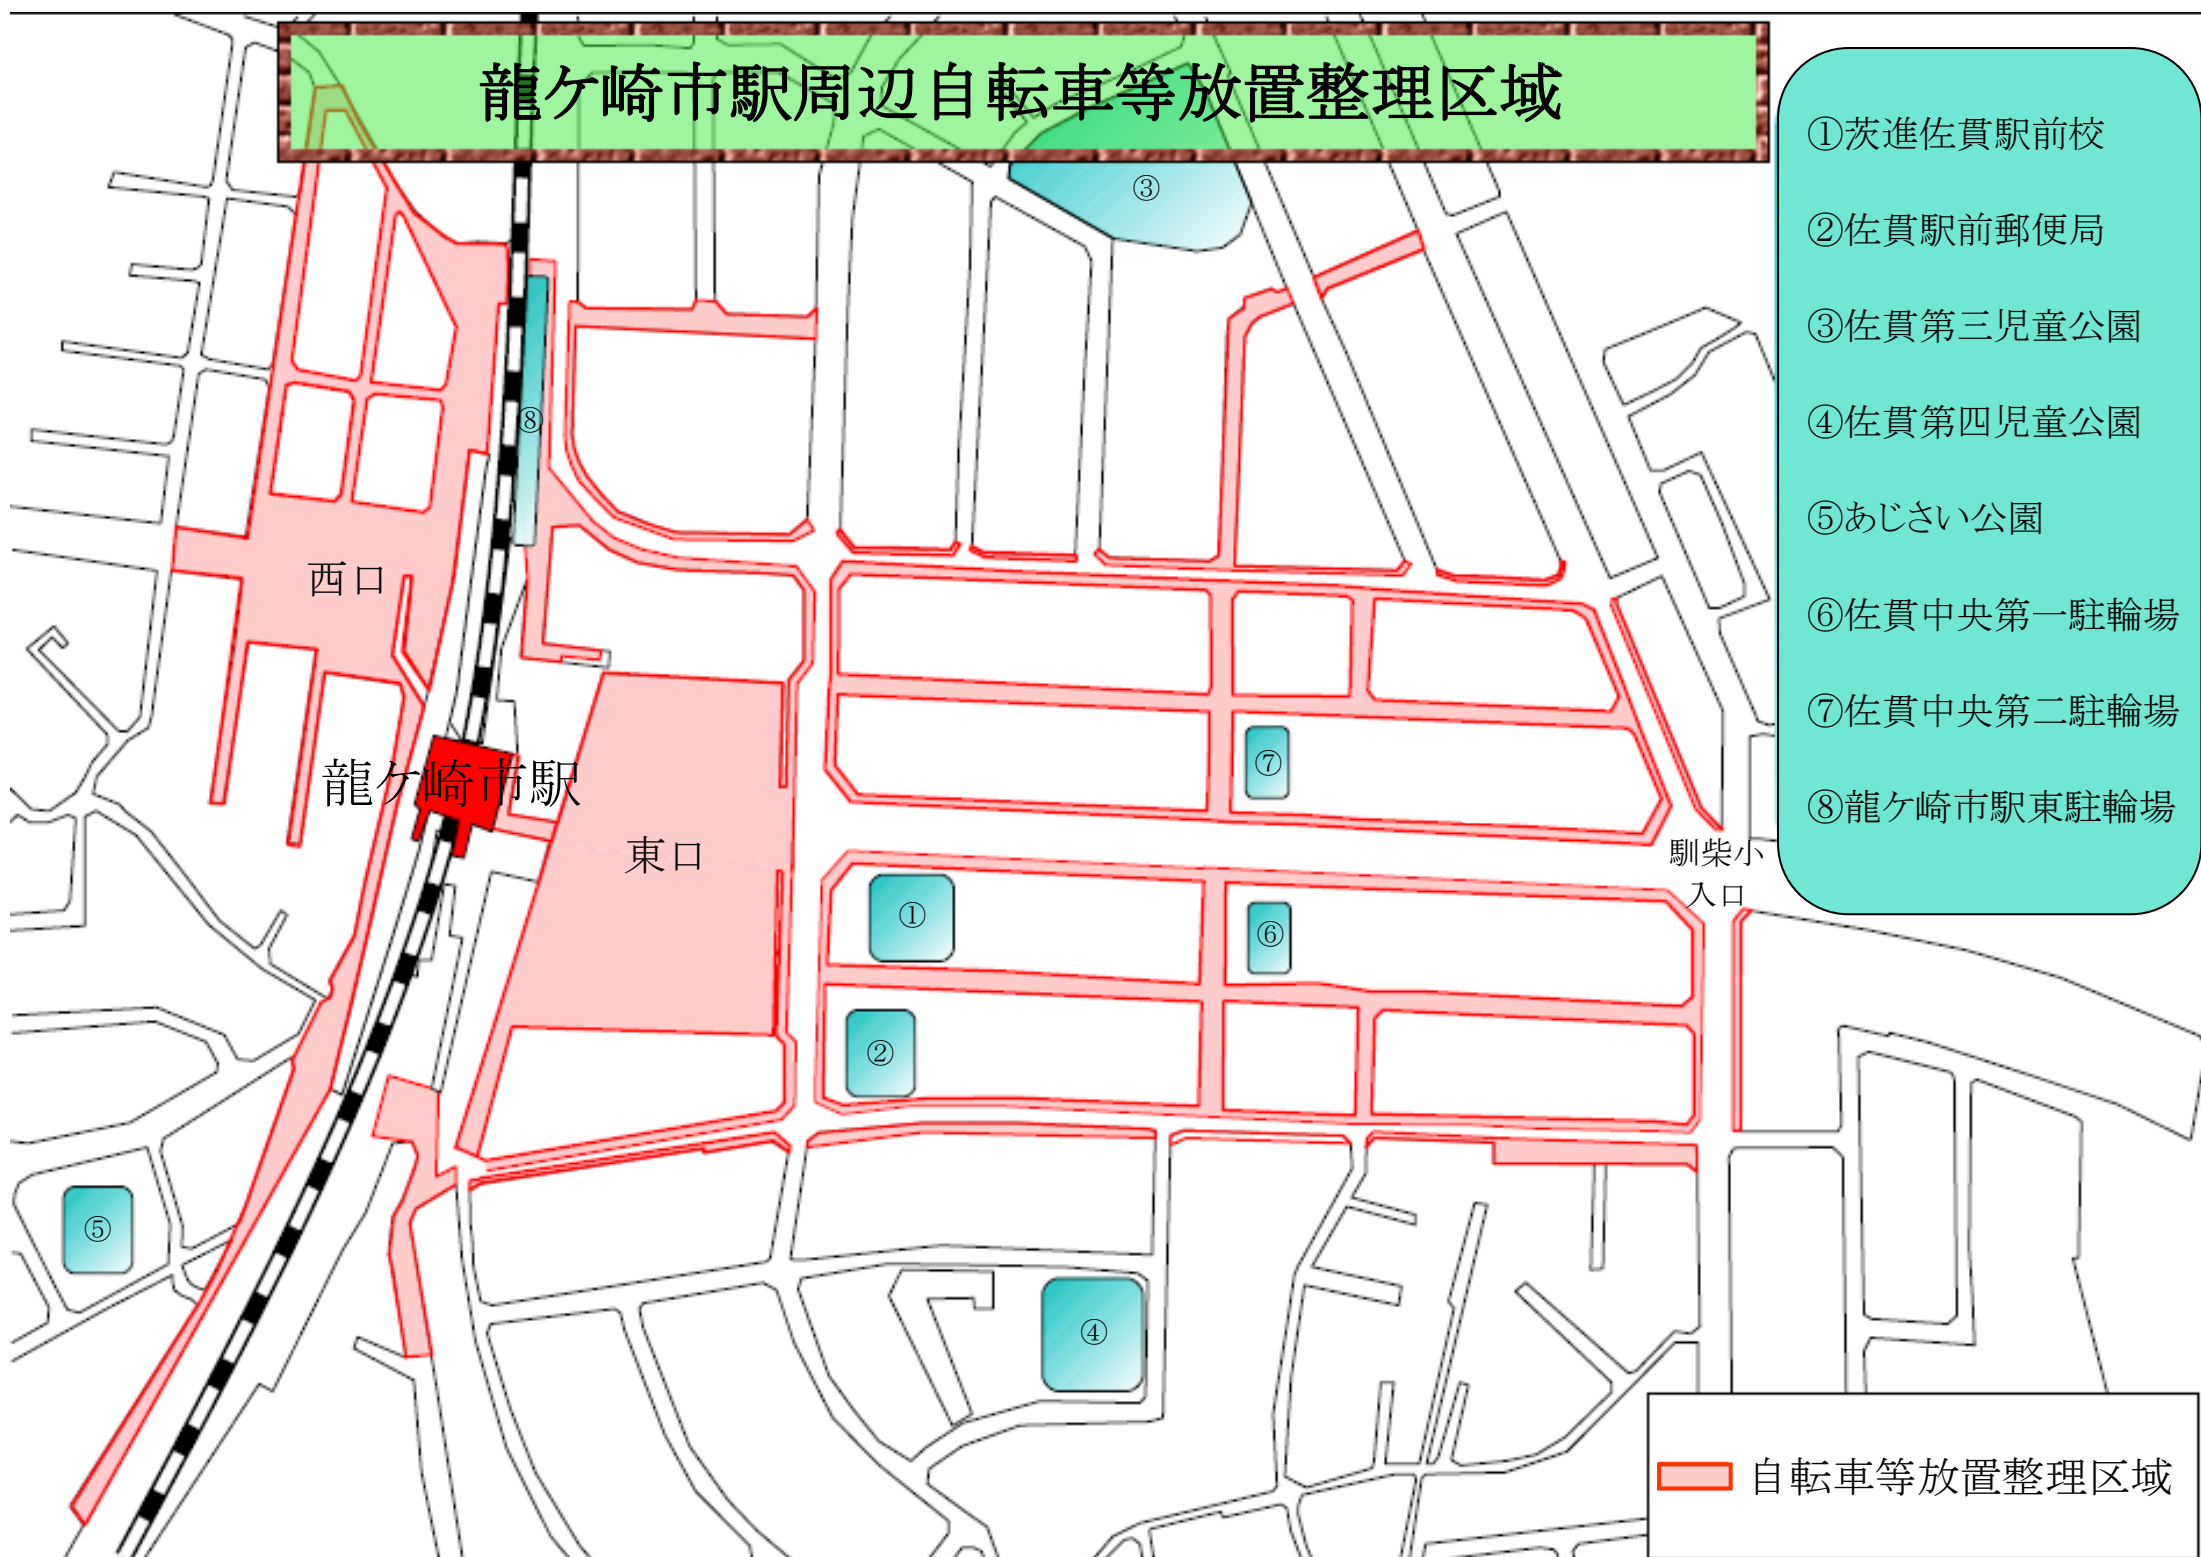 龍ケ崎市駅周辺自転車等放置整理区域
①茨進佐貫駅前校
②佐貫駅前郵便局
③佐貫第三児童公園
④佐貫第四児童公園
⑤あじさい公園
⑥佐貫中央第一駐輪場
⑦佐貫中央第二駐輪場
⑧龍ケ崎市駅東駐輪場
③
⑧
西口
龍ケ崎市駅
東口
⑦
馴柴小
入口
①
⑥
②
⑤
④
自転車等放置整理区域